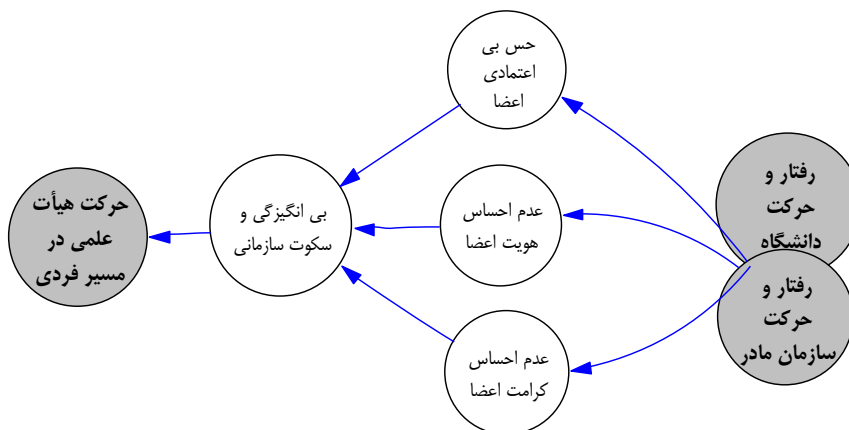 حس بی
اعتمادی
اعضا
رفتار و
حرکت
دانشگاه
رفتار و
حرکت
سازمان مادر
عدم احساس
هویت اعضا
عدم احساس
کرامت اعضا
بی انگیزگی و
سکوت سازمانی
حرکت هیأت
علمی در
مسیر فردی